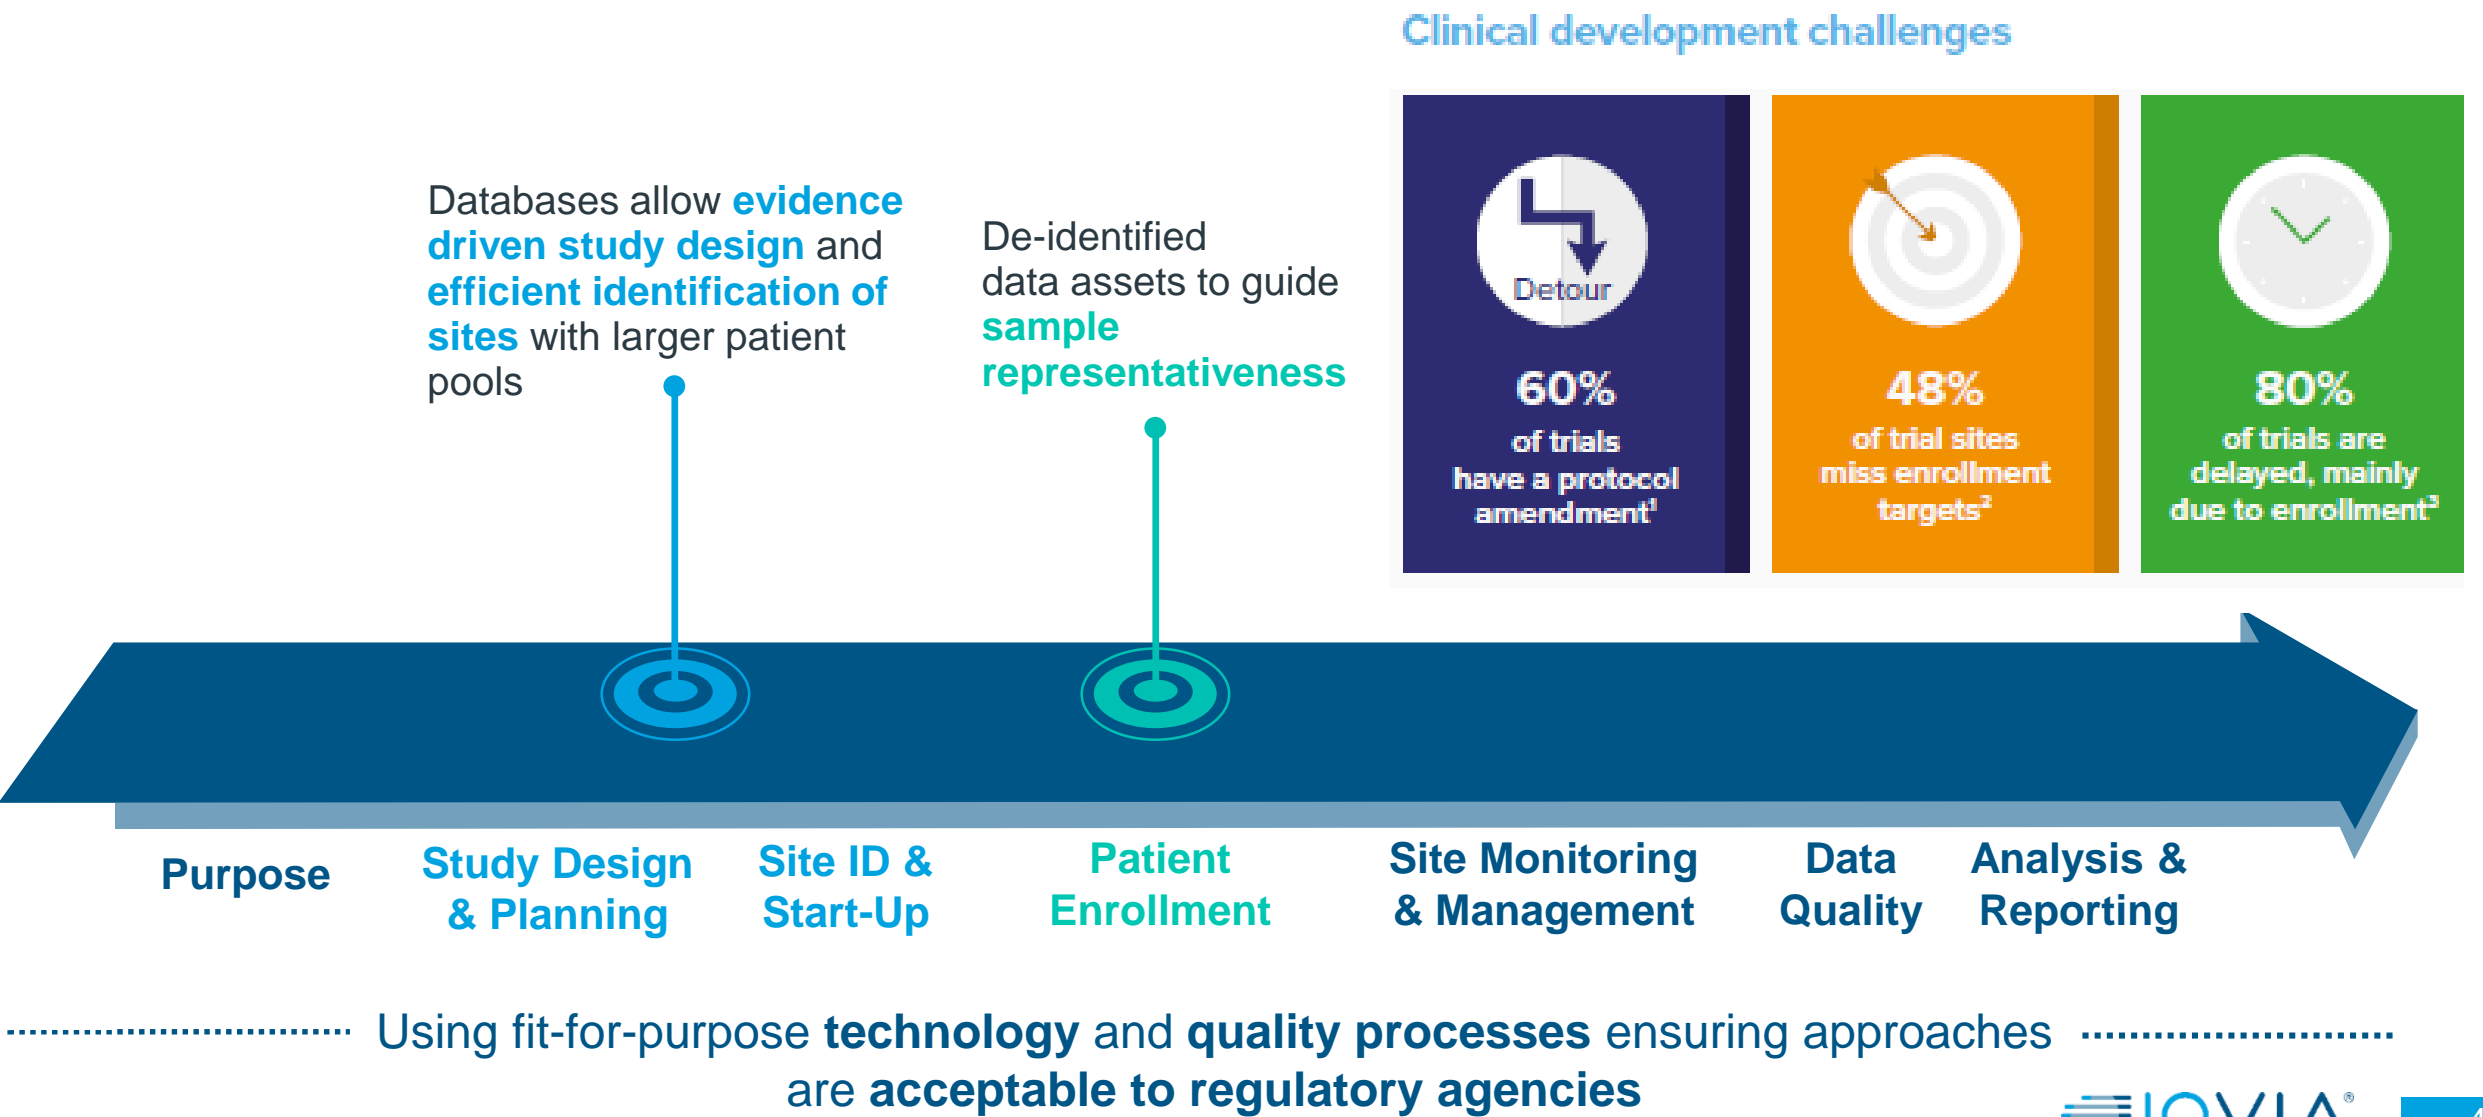 Clinical development challenges
Databases allow evidence
driven study design and
efficient identification of
sites with larger patient
pools
De-identified
data assets to guide
sample
representativeness
Detour
60%
of trials
have a protocol
amendment¹
48%
of trial sites
miss enrollment
targets²
80%
of trials are
delayed, mainly
due to enrollment³
Purpose
Study Design
& Planning
Site ID &
Start-Up
Patient
Enrollment
Site Monitoring
& Management
Data
Quality
Analysis &
Reporting
Using fit-for-purpose technology and quality processes ensuring approaches
are acceptable to regulatory agencies
IQVIA®